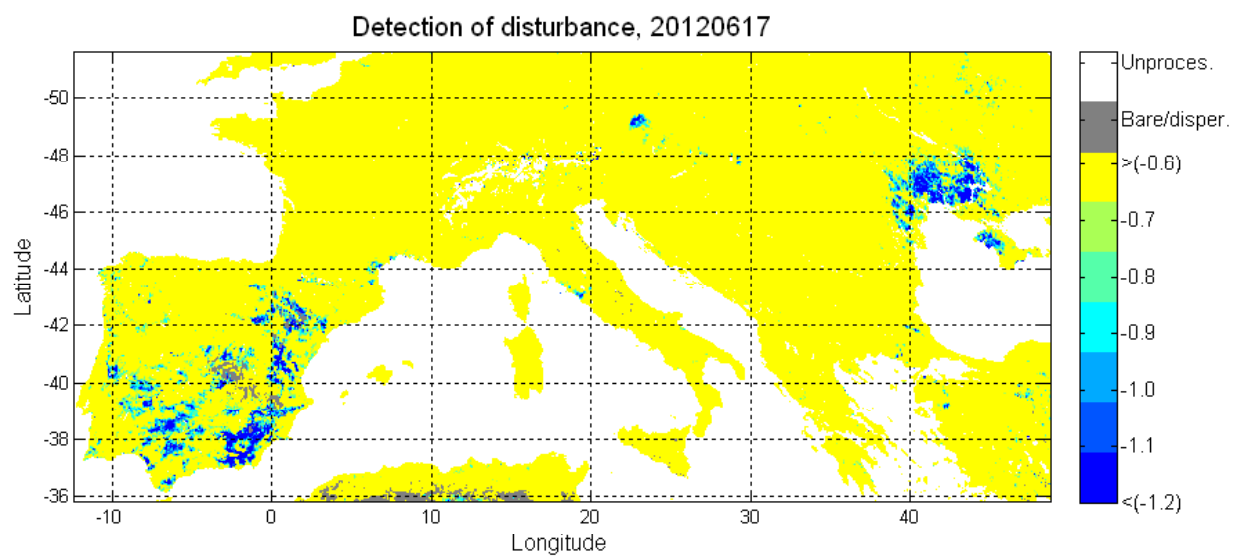 Detection of disturbance, 20120617
Unproces.
-50
Bare/disper.
-48
>(-0.6)
-46
-0.7
Latitude
-44
-0.8
-42
-0.9
-40
-1.0
-38
-1.1
-36
<(-1.2)
-10 0 10 20 30 40
Longitude